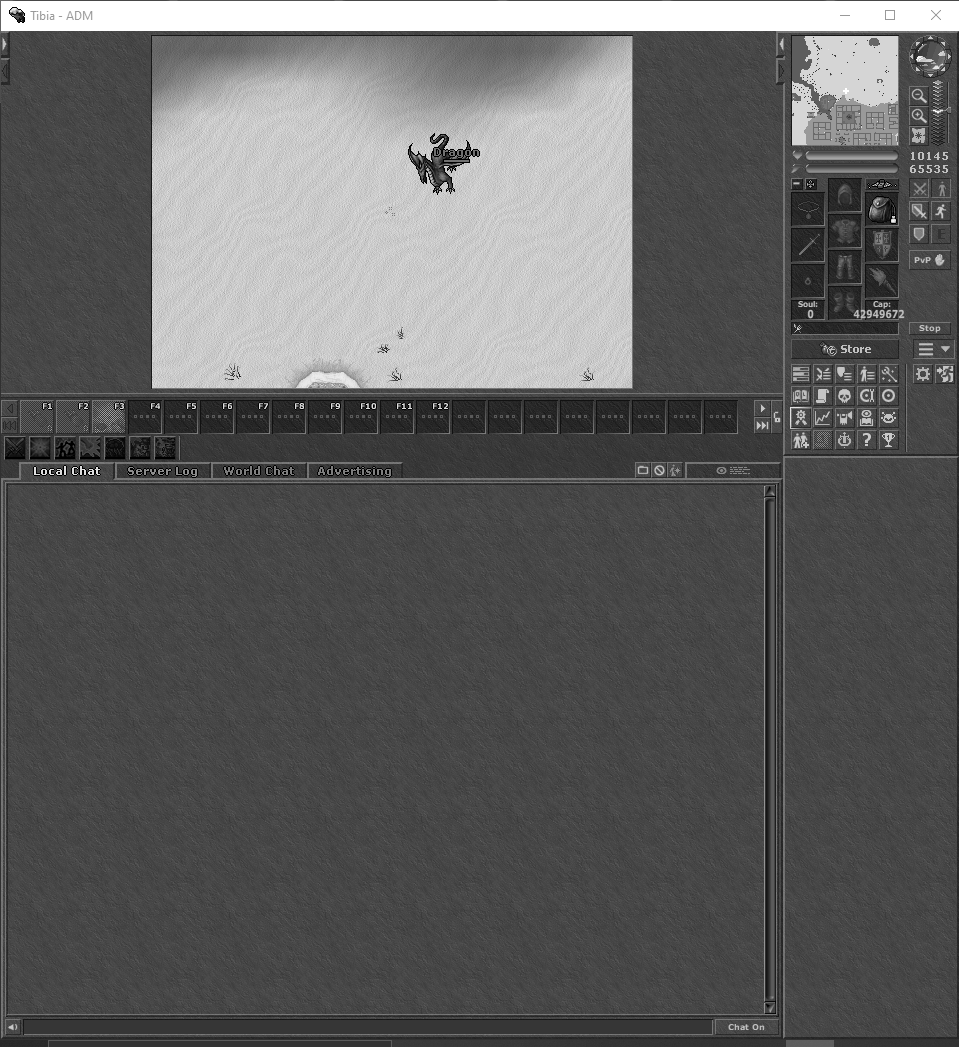 Tibia - ADM
Dragon
10145
65535
PvP
Soul:
0
Cap:
42949672
Stop
Store
F1
F2
F3
F4
F5
F6
F7
F8
F9
F10
F11
F12
Local Chat
Server Log
World Chat
Advertising
Chat On